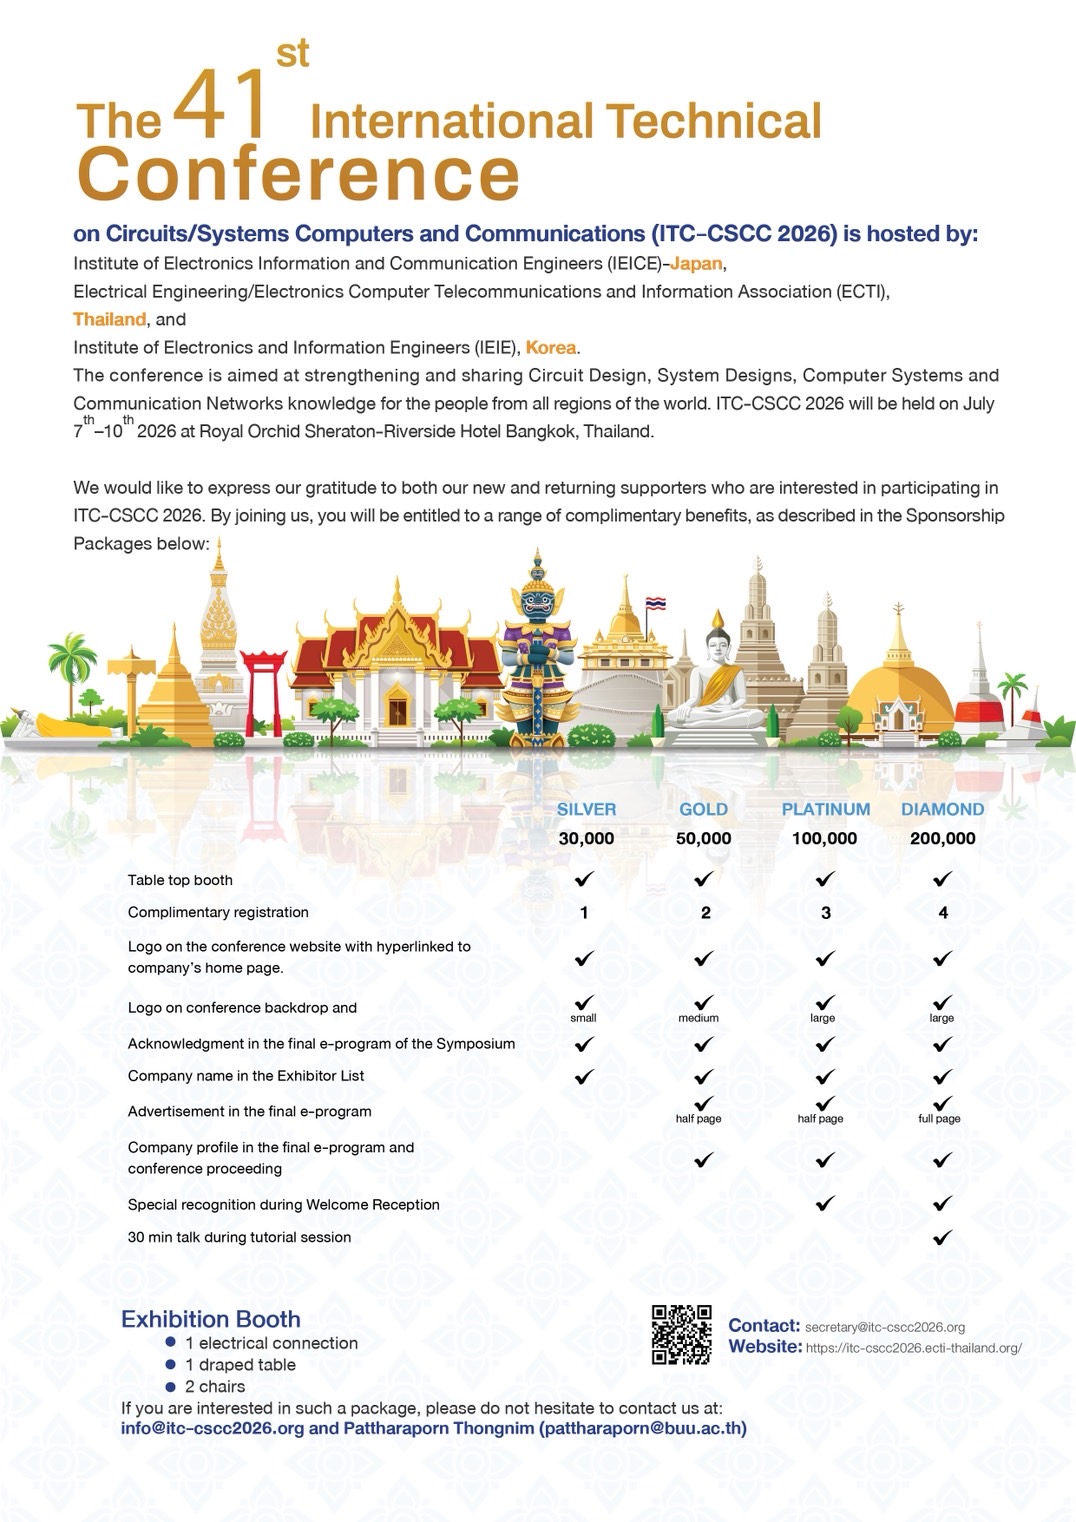 The 41st International Technical
Conference
on Circuits/Systems Computers and Communications (ITC-CSCC 2026) is hosted by:
Institute of Electronics Information and Communication Engineers (IEICE)-Japan,
Electrical Engineering/Electronics Computer Telecommunications and Information Association (ECTI),
Thailand, and
Institute of Electronics and Information Engineers (IEIE), Korea.
The conference is aimed at strengthening and sharing Circuit Design, System Designs, Computer Systems and
Communication Networks knowledge for the people from all regions of the world. ITC-CSCC 2026 will be held on July
7th–10th 2026 at Royal Orchid Sheraton-Riverside Hotel Bangkok, Thailand.
We would like to express our gratitude to both our new and returning supporters who are interested in participating in
ITC-CSCC 2026. By joining us, you will be entitled to a range of complimentary benefits, as described in the Sponsorship
Packages below:
SILVER GOLD PLATINUM DIAMOND
30,000 50,000 100,000 200,000
Table top booth ✓ ✓ ✓ ✓
Complimentary registration 1 2 3 4
Logo on the conference website with hyperlinked to
company's home page. ✓ ✓ ✓ ✓
Logo on conference backdrop and ✓ ✓ ✓ ✓
small medium large large
Acknowledgment in the final e-program of the Symposium ✓ ✓ ✓ ✓
Company name in the Exhibitor List ✓ ✓ ✓ ✓
Advertisement in the final e-program ✓ ✓ ✓
half page half page full page
Company profile in the final e-program and
conference proceeding ✓ ✓ ✓
Special recognition during Welcome Reception ✓ ✓
30 min talk during tutorial session ✓
Exhibition Booth
● 1 electrical connection
● 1 draped table
● 2 chairs
Contact: secretary@itc-cscc2026.org
Website: https://itc-cscc2026.ecti-thailand.org/
If you are interested in such a package, please do not hesitate to contact us at:
info@itc-cscc2026.org and Pattharaporn Thongnim (pattharaporn@buu.ac.th)